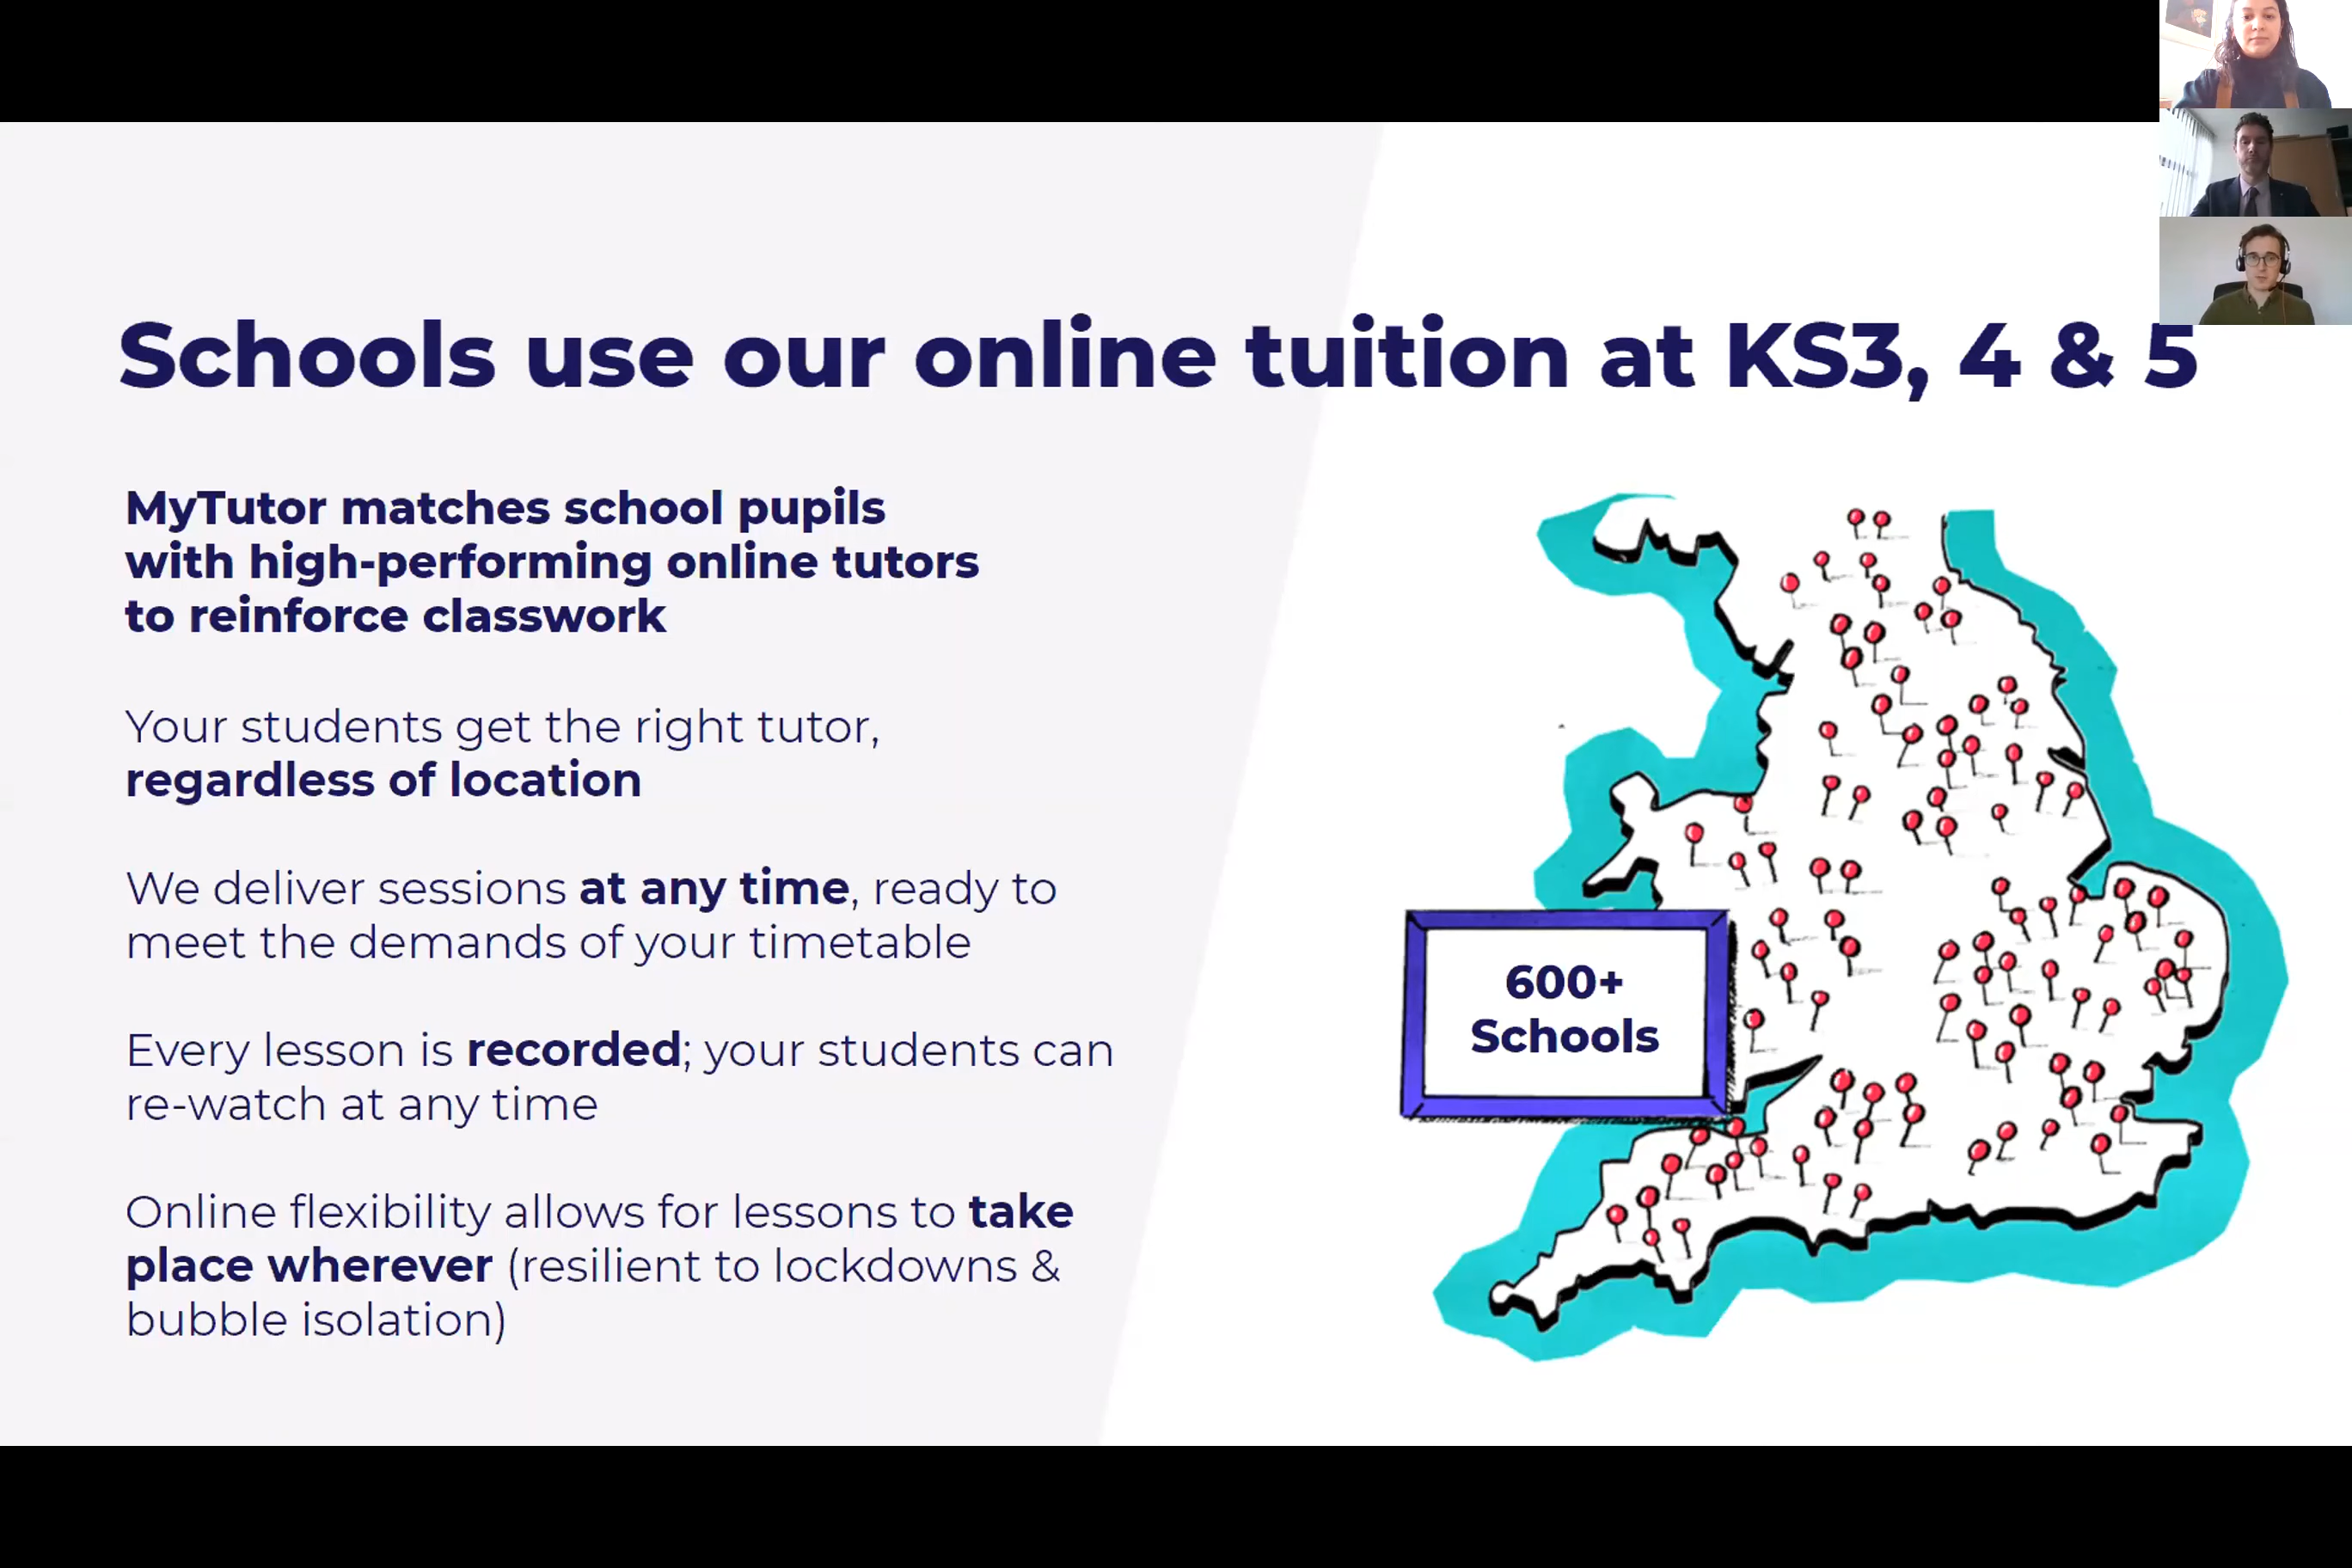 Schools use our online tuition at KS3, 4 & 5
MyTutor matches school pupils
with high-performing online tutors
to reinforce classwork
Your students get the right tutor,
regardless of location
We deliver sessions at any time, ready to
meet the demands of your timetable
Every lesson is recorded; your students can
re-watch at any time
Online flexibility allows for lessons to take
place wherever (resilient to lockdowns &
bubble isolation)
600+
Schools